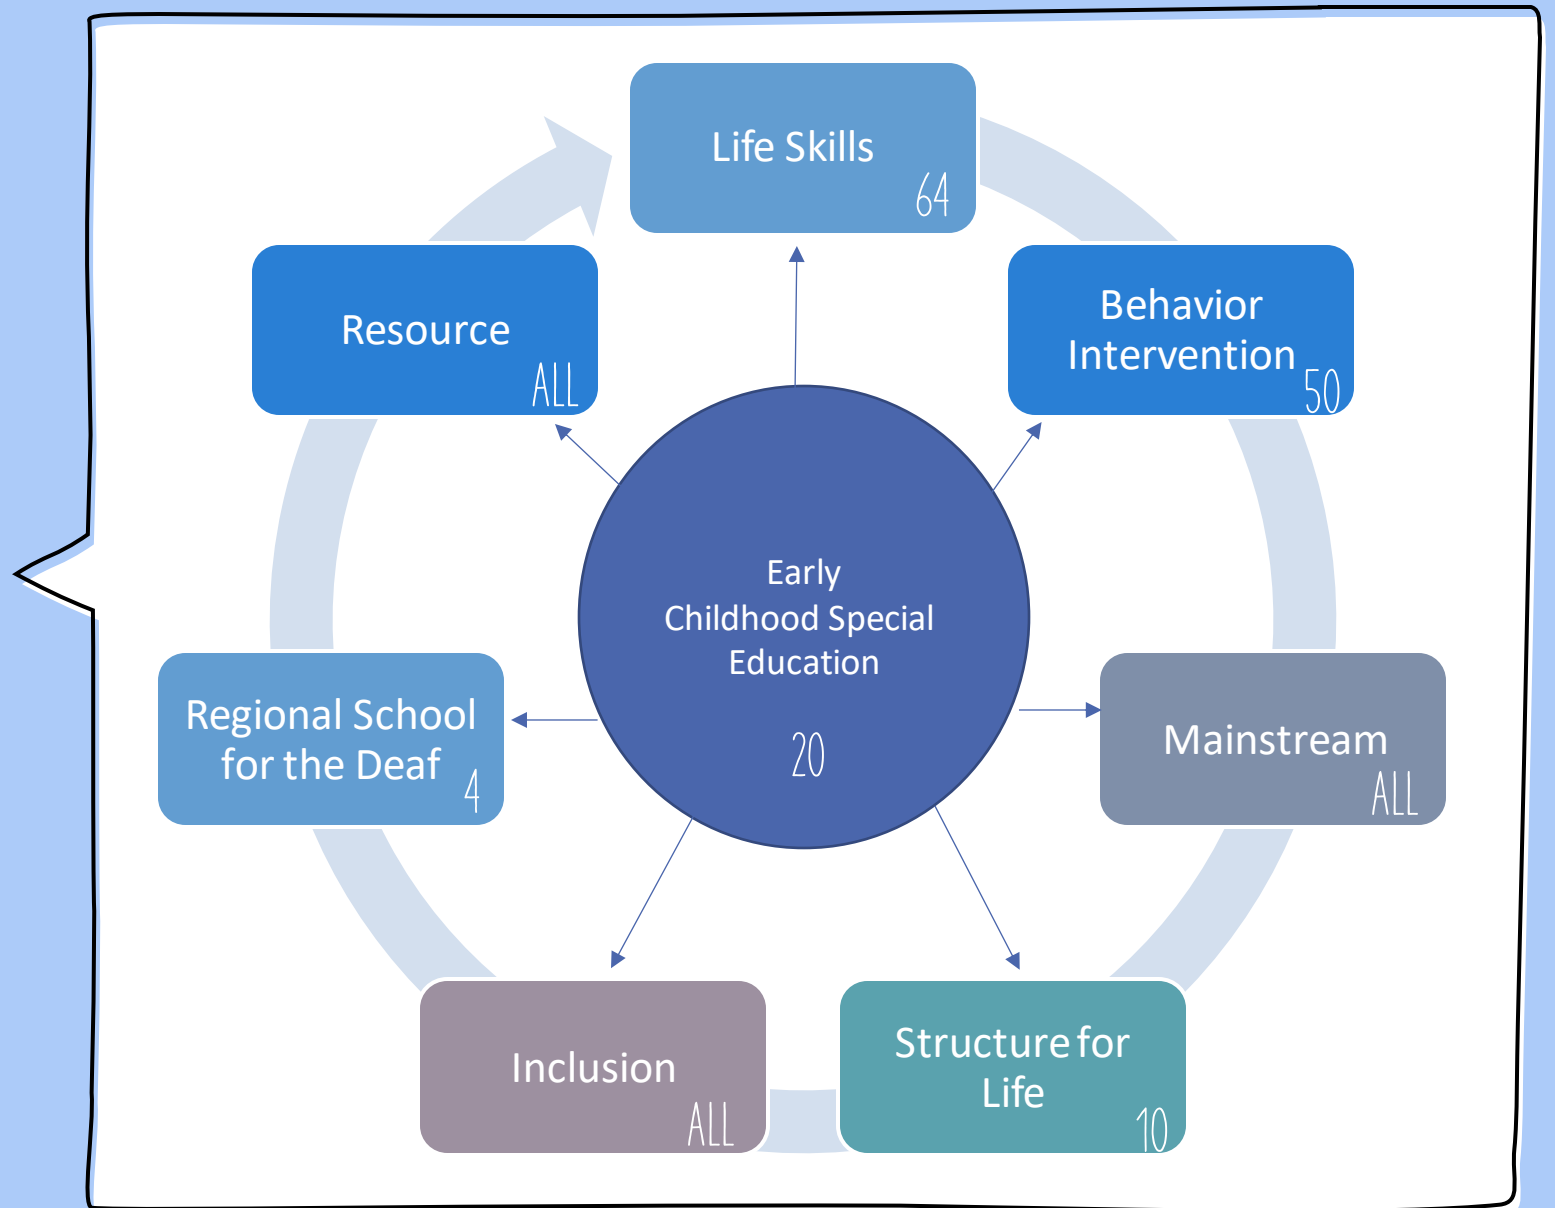 Life Skills
64
Behavior
Intervention
50
Mainstream
ALL
Structure for
Life
10
Inclusion
ALL
Regional School
for the Deaf
4
Resource
ALL
Early
Childhood Special
Education
20